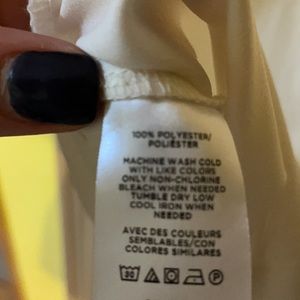 100% POLYESTER/
POLIÉSTER
MACHINE WASH COLD
WITH LIKE COLORS
ONLY NON-CHLORINE
BLEACH WHEN NEEDED
TUMBLE DRY LOW
COOL IRON WHEN
NEEDED
AVEC DES COULEURS
SEMBLABLES/CON
COLORES SIMILARES
30